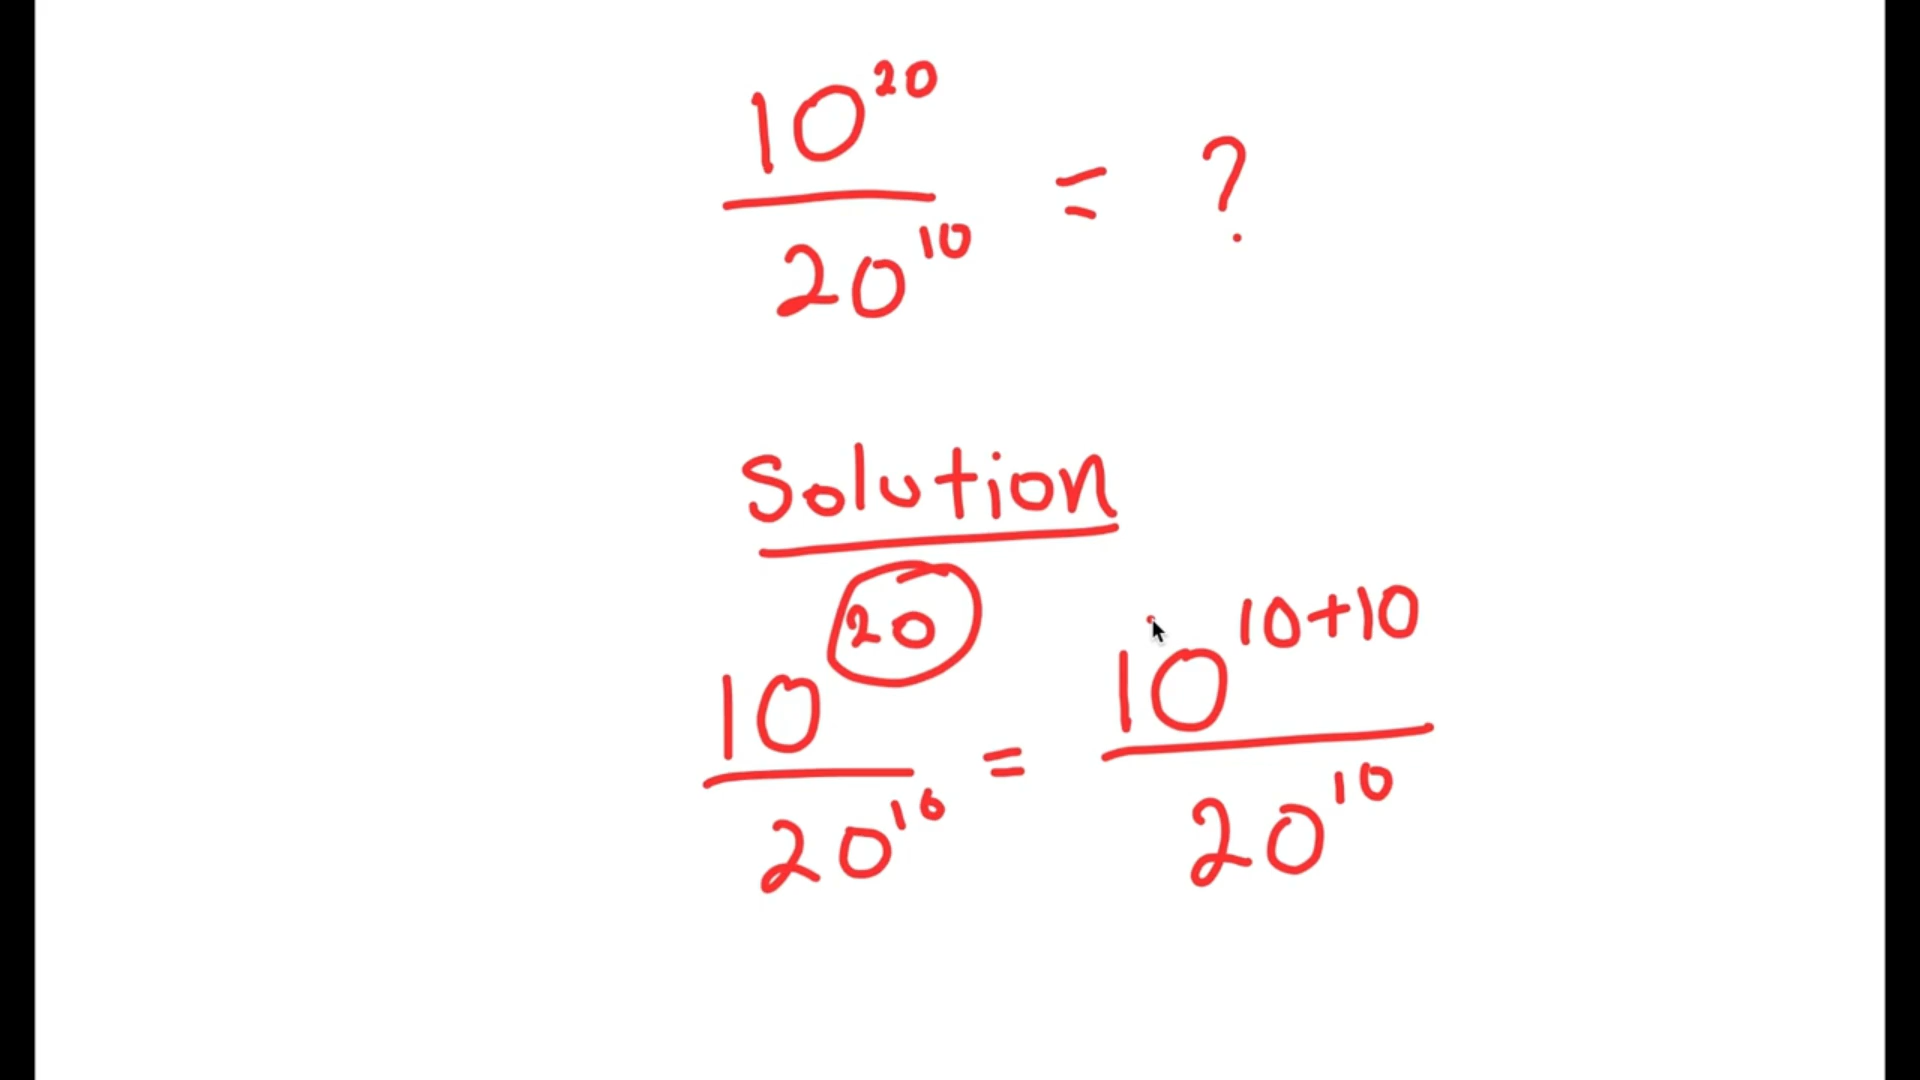 10^20 / 20^10 = ?
Solution
10^20 / 20^10 = 10^10+10 / 20^10